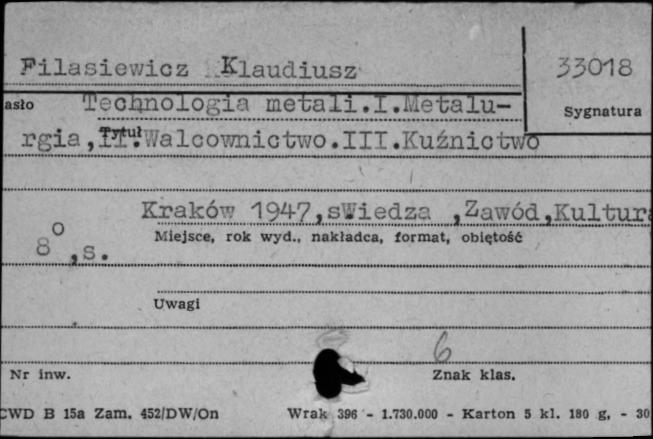 Filasiewicz Klaudiusz
33018
asło Technologia metali.I.Metalu-
Sygnatura
rgia,II.Walcownictwo.III.Kuźnictwo
Tytuł
Kraków 1947,sWiedza ,Zawód,Kultura
8o,s.
Miejsce, rok wyd., nakładca, format, objętość
Uwagi
6
Nr inw.
Znak klas.
CWD B 15a Zam. 452/DW/On Wrak 396 - 1.730.000 - Karton 5 kl. 180 g. - 30